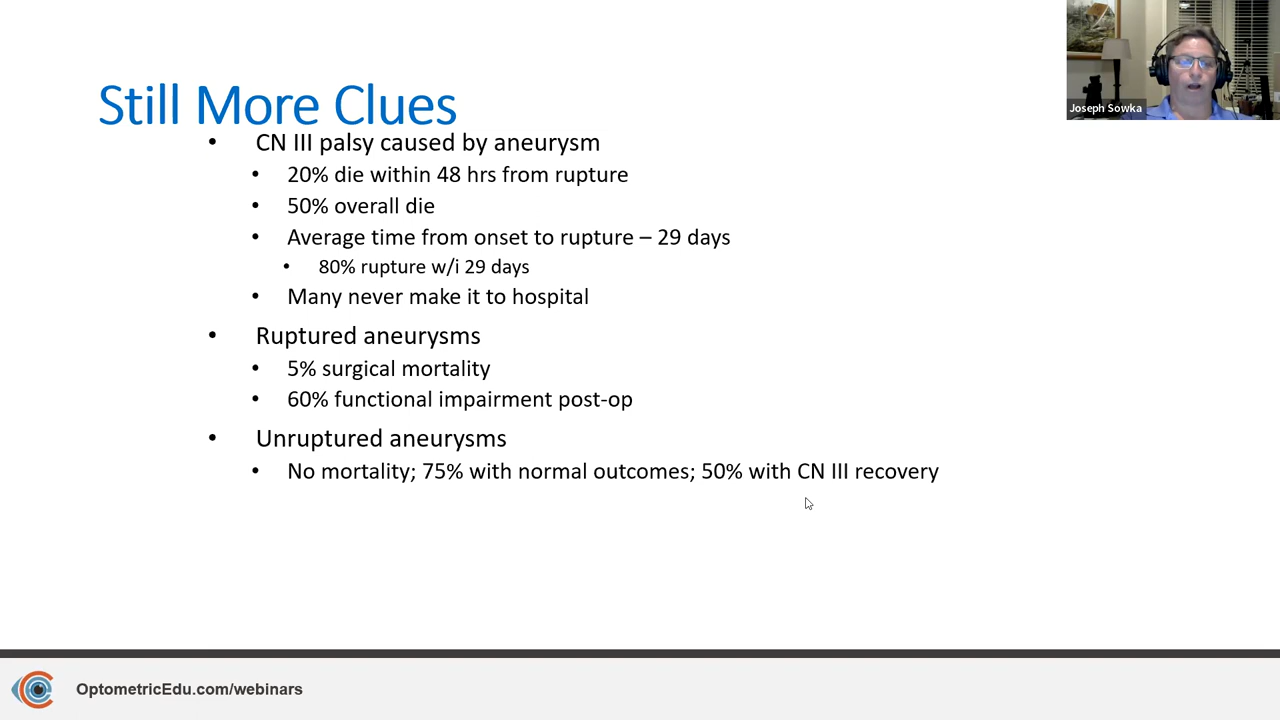 Joseph Sowka
Still More Clues
• CN III palsy caused by aneurysm
• 20% die within 48 hrs from rupture
• 50% overall die
• Average time from onset to rupture – 29 days
• 80% rupture w/i 29 days
• Many never make it to hospital
• Ruptured aneurysms
• 5% surgical mortality
• 60% functional impairment post-op
• Unruptured aneurysms
• No mortality; 75% with normal outcomes; 50% with CN III recovery
OptometricEdu.com/webinars